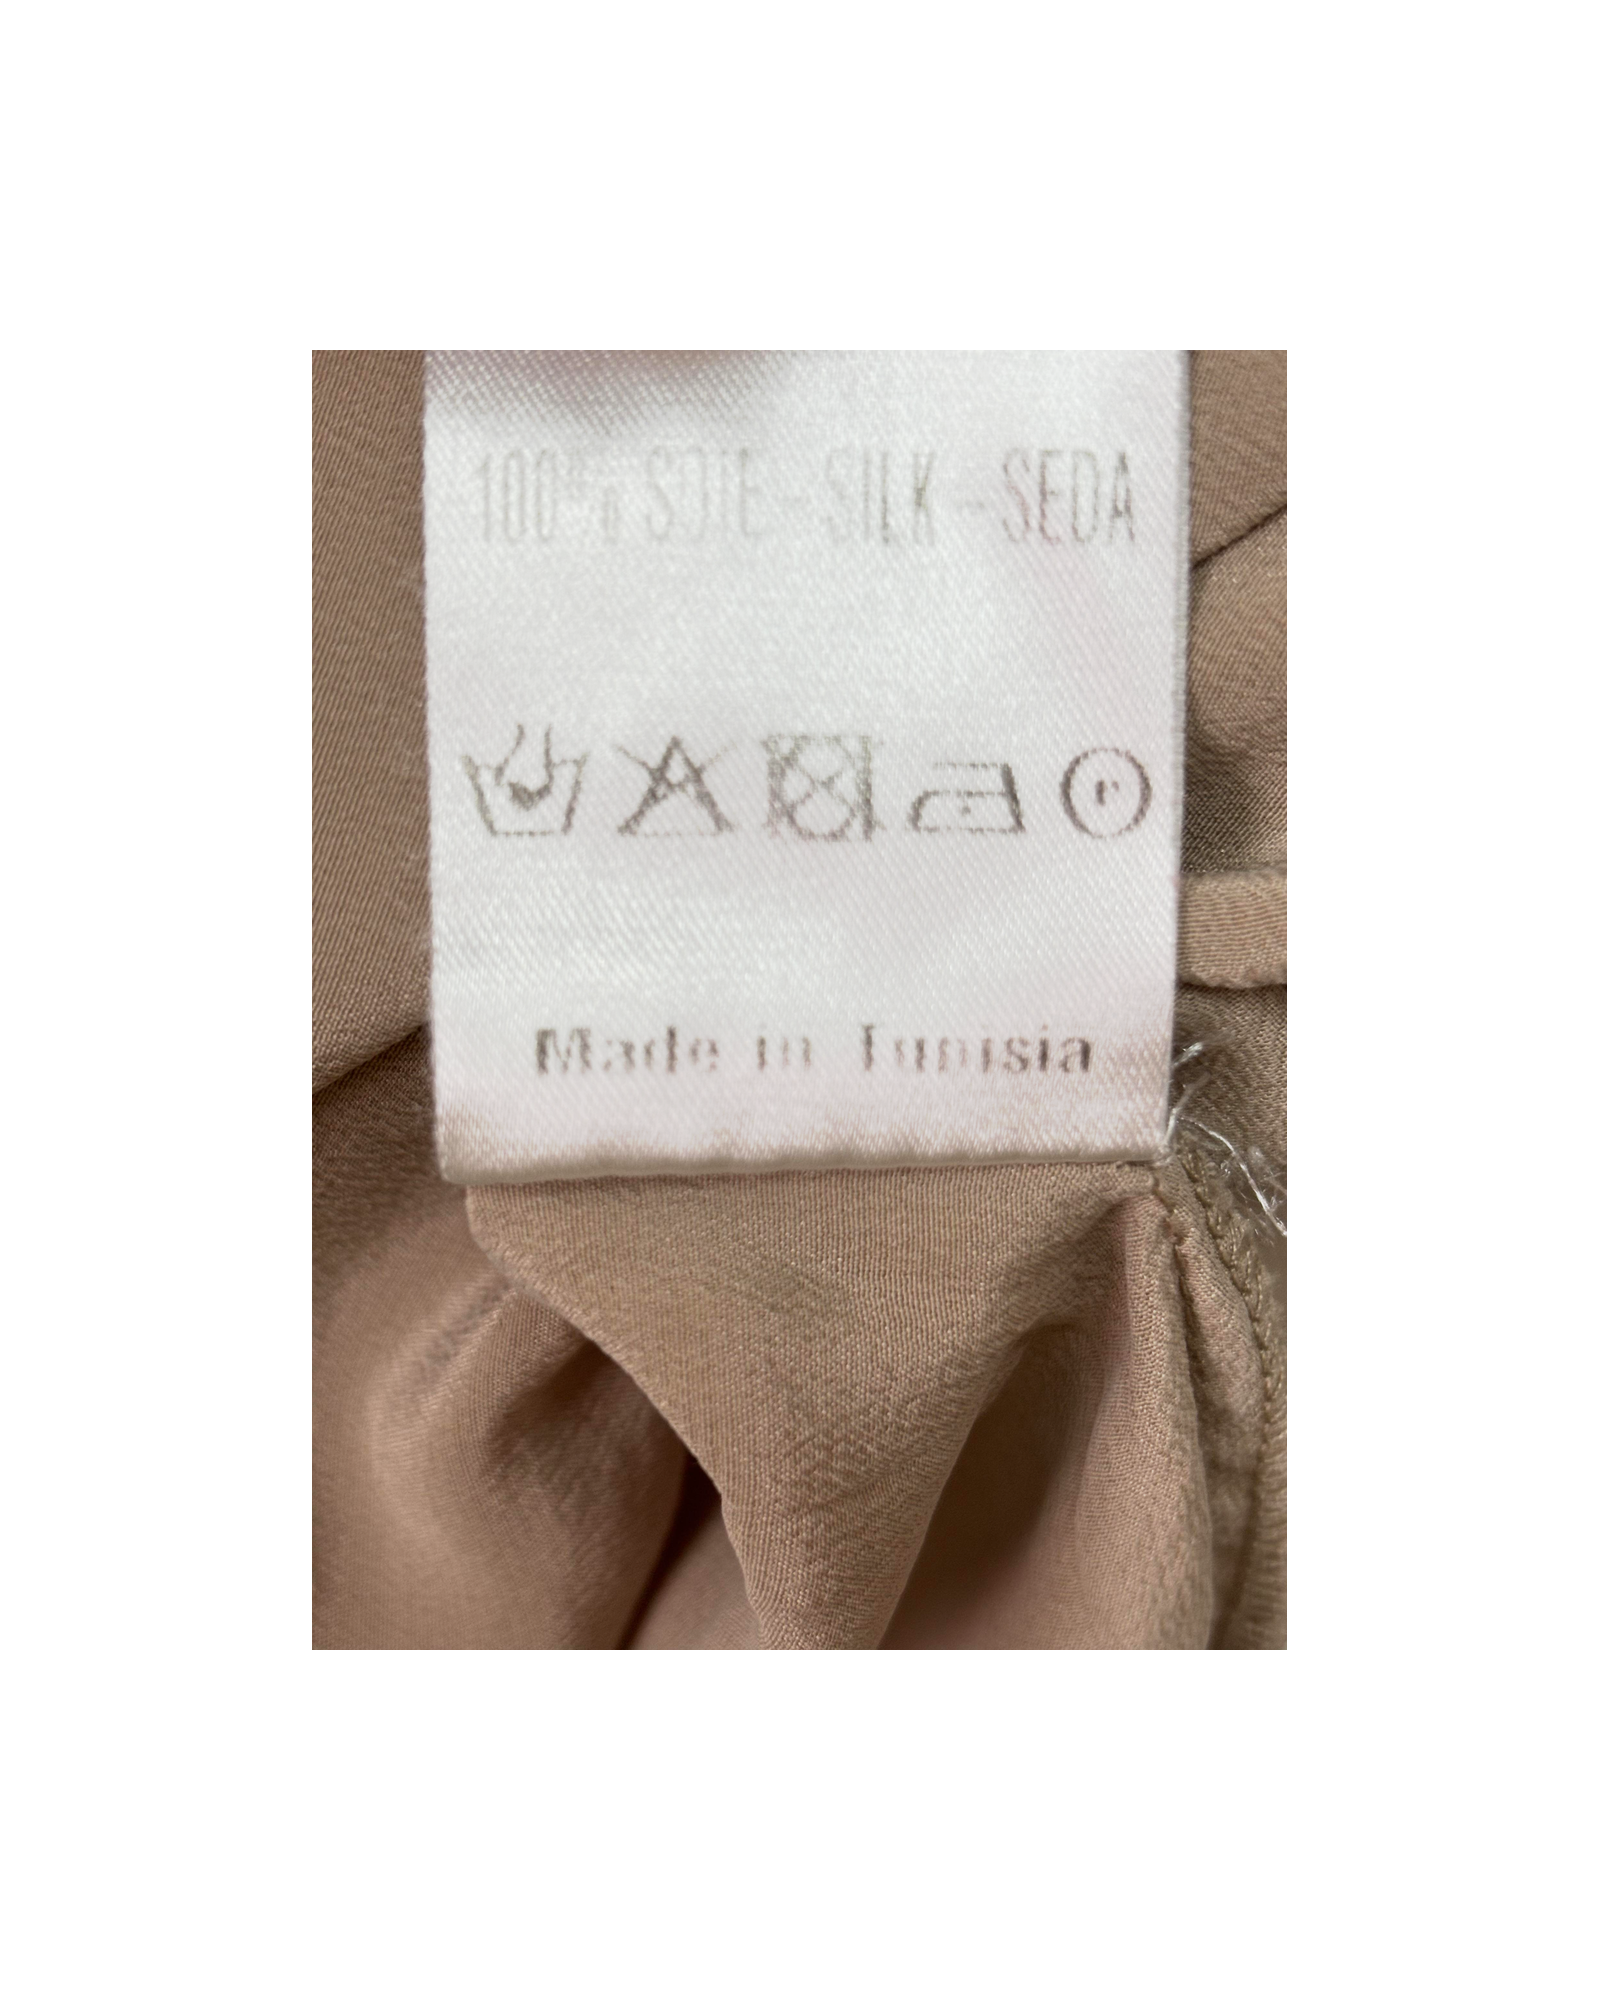 100% SOIE - SILK - SEDA
P
Made in Tunisia